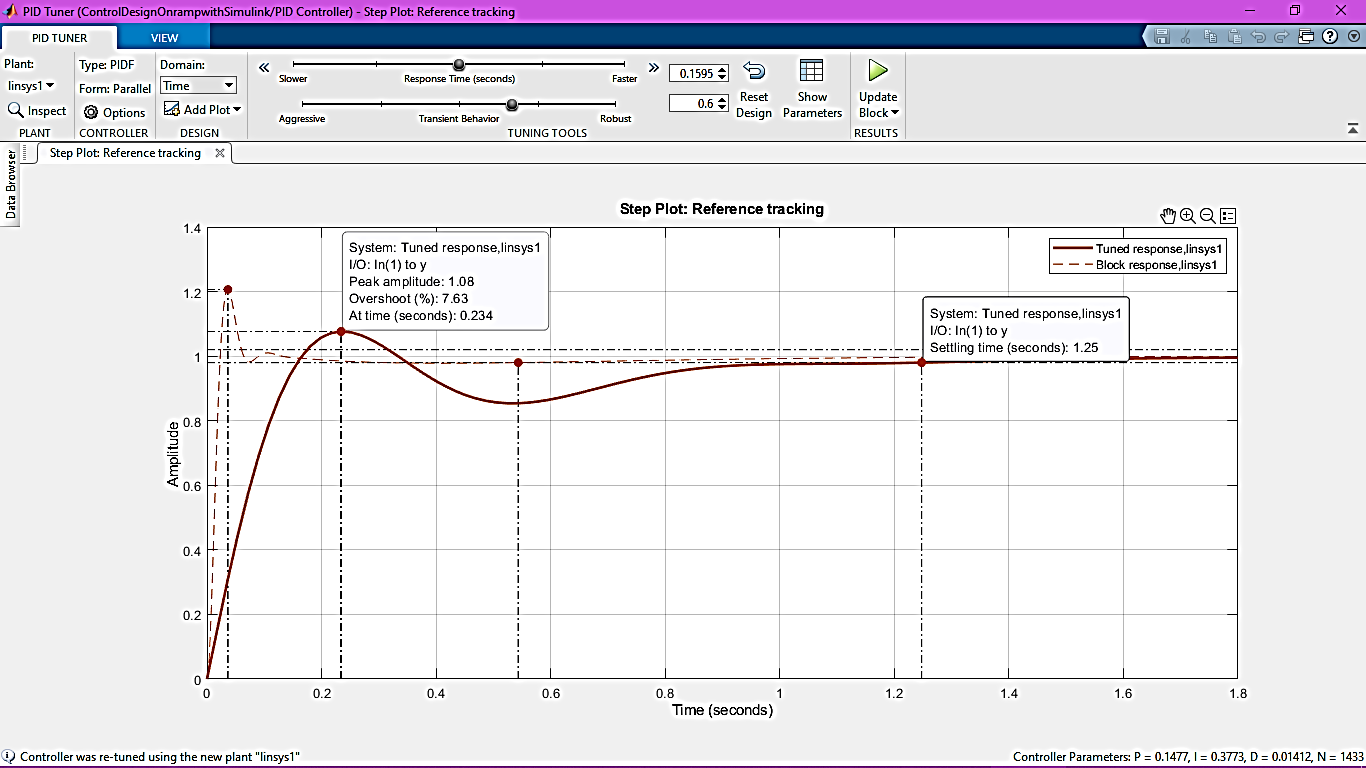 PID Tuner (ControlDesignOnrampwithSimulink/PID Controller) - Step Plot: Reference tracking
PID TUNER
VIEW
Plant:
linsys1
Inspect
PLANT
Type: PIDF
Form: Parallel
Options
CONTROLLER
Domain:
Time
Add Plot
DESIGN
Slower
Response Time (seconds)
Faster
0.1595
Aggressive
Transient Behavior
Robust
0.6
Reset
Design
Show
Parameters
TUNING TOOLS
Update
Block
RESULTS
Data Browser
Step Plot: Reference tracking
Step Plot: Reference tracking
Tuned response,linsys1
Block response,linsys1
System: Tuned response,linsys1
I/O: In(1) to y
Peak amplitude: 1.08
Overshoot (%): 7.63
At time (seconds): 0.234
System: Tuned response,linsys1
I/O: In(1) to y
Settling time (seconds): 1.25
Amplitude
1.4
1.2
1
0.8
0.6
0.4
0.2
0
0 0.2 0.4 0.6 0.8 1 1.2 1.4 1.6 1.8
Time (seconds)
Controller was re-tuned using the new plant "linsys1"
Controller Parameters: P = 0.1477, I = 0.3773, D = 0.01412, N = 1433